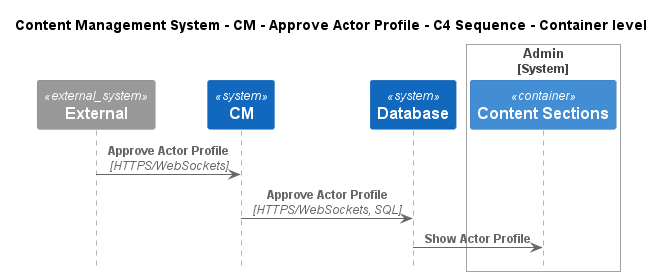 Content Management System - CM - Approve Actor Profile - C4 Sequence - Container level
Admin
[System]
«external_system»
External
«system»
CM
«system»
Database
«container»
Content Sections
Approve Actor Profile
[HTTPS/WebSockets]
Approve Actor Profile
[HTTPS/WebSockets, SQL]
Show Actor Profile